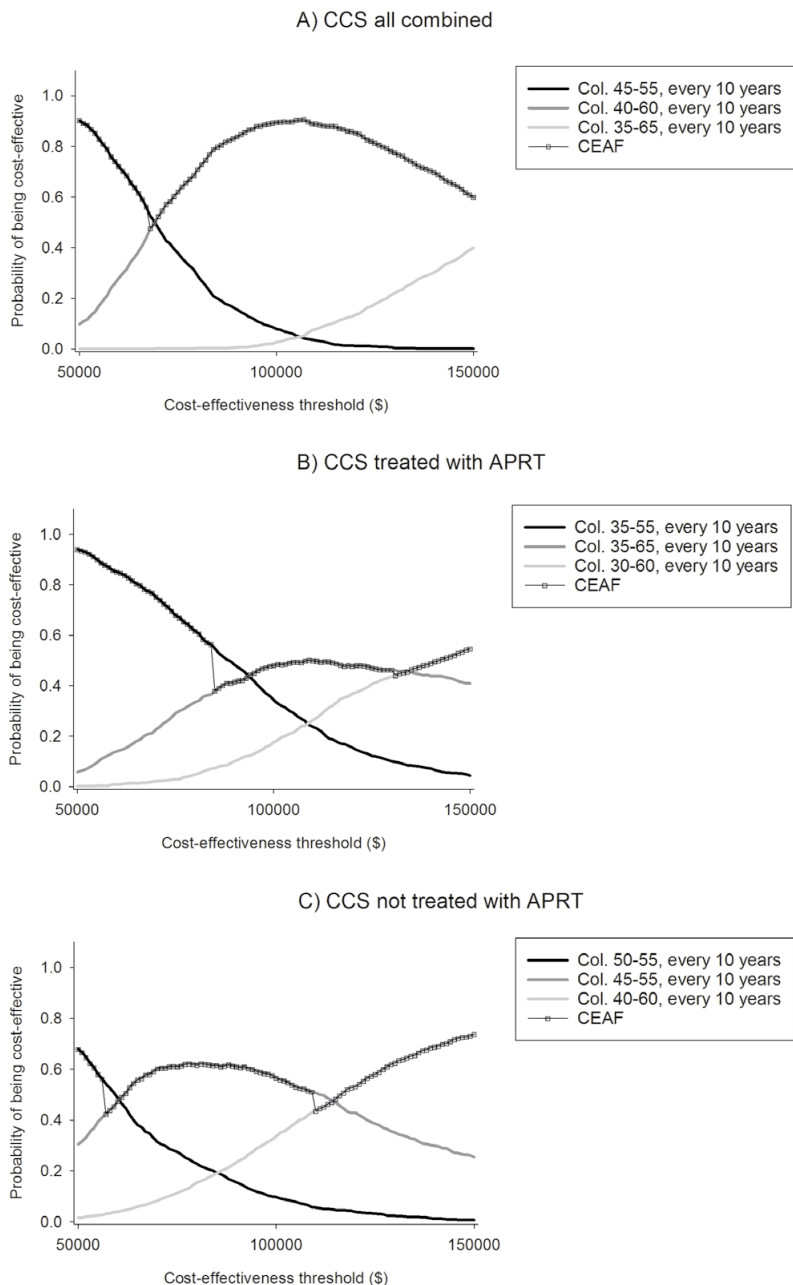 A) CCS all combined
Probability of being cost-effective
1.0
0.8
0.6
0.4
0.2
0.0
50000
100000
150000
Cost-effectiveness threshold ($)
Col. 45-55, every 10 years
Col. 40-60, every 10 years
Col. 35-65, every 10 years
CEAF
B) CCS treated with APRT
Probability of being cost-effective
1.0
0.8
0.6
0.4
0.2
0.0
50000
100000
150000
Cost-effectiveness threshold ($)
Col. 35-55, every 10 years
Col. 35-65, every 10 years
Col. 30-60, every 10 years
CEAF
C) CCS not treated with APRT
Probability of being cost-effective
1.0
0.8
0.6
0.4
0.2
0.0
50000
100000
150000
Cost-effectiveness threshold ($)
Col. 50-55, every 10 years
Col. 45-55, every 10 years
Col. 40-60, every 10 years
CEAF